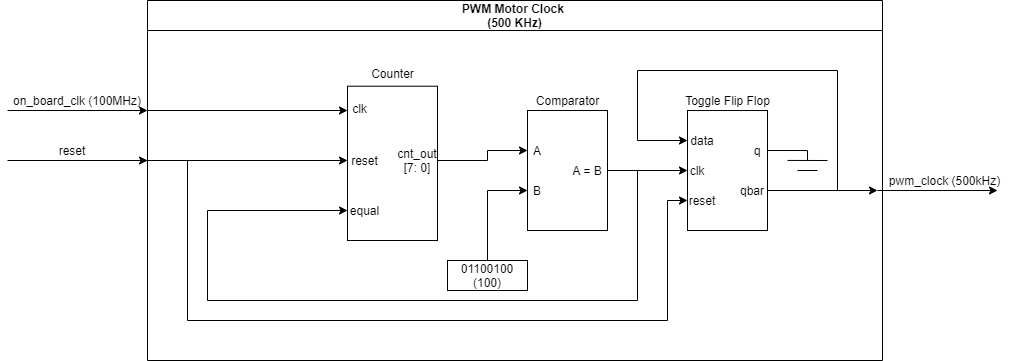 PWM Motor Clock
(500 KHz)
Counter
Comparator
Toggle Flip Flop
on_board_clk (100MHz)
clk
reset
reset
cnt_out
[7: 0]
equal
A
B
A = B
01100100
(100)
data
clk
reset
q
qbar
pwm_clock (500kHz)